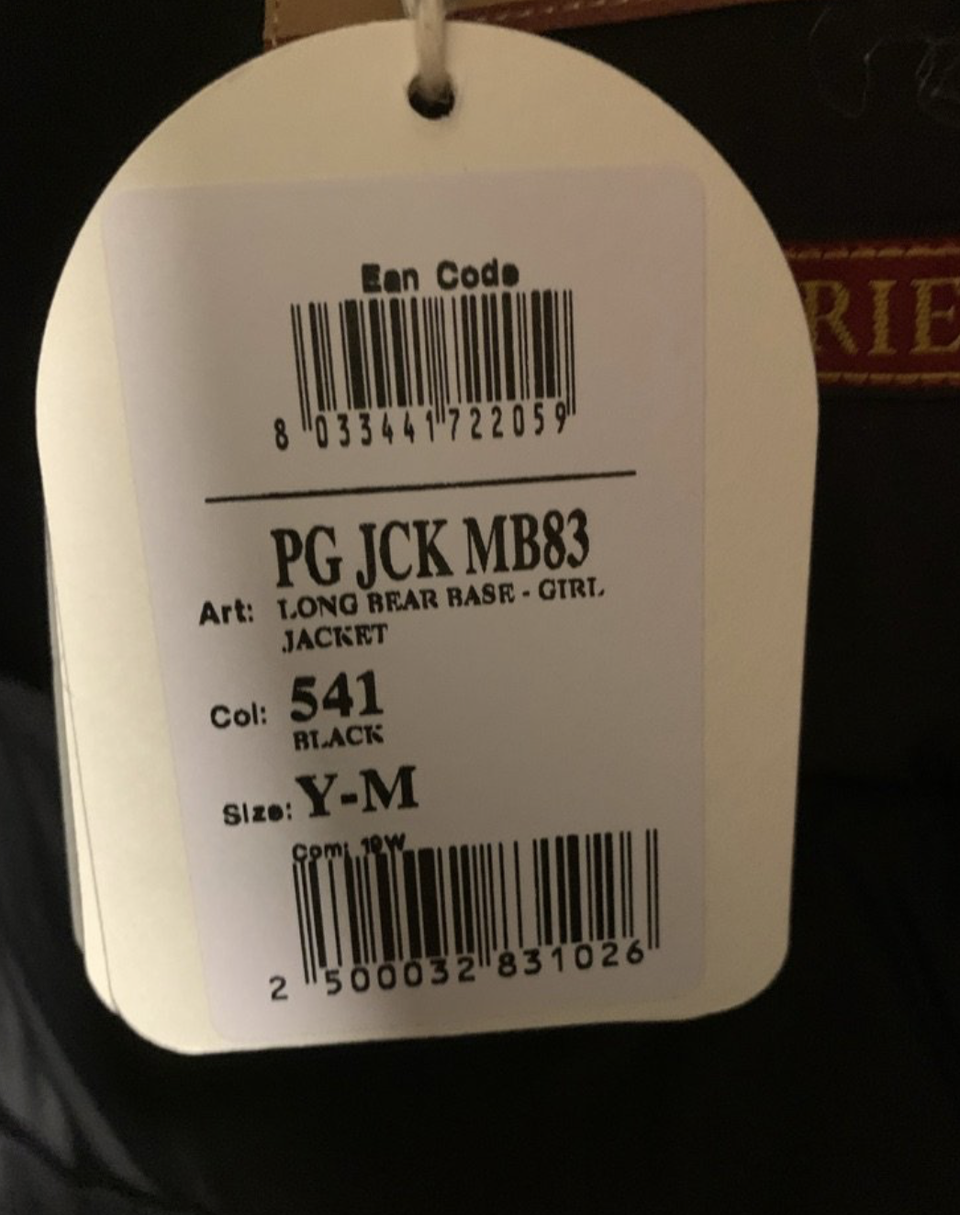 Ean Code
8 033441 722059
PG JCK MB83
Art: LONG BEAR BASE - GIRL
JACKET
Col: 541
BLACK
Size: Y-M
Com: 19W
2 500032 831026
RIE